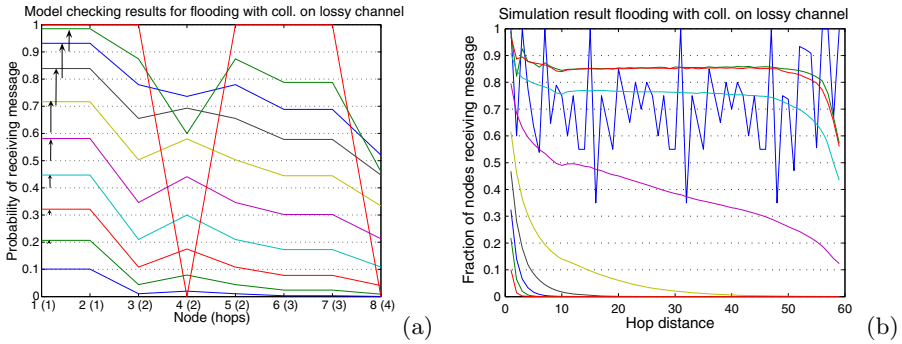 Model checking results for flooding with coll. on lossy channel
Probability of receiving message
1
0.9
0.8
0.7
0.6
0.5
0.4
0.3
0.2
0.1
0
1 (1) 2 (1) 3 (2) 4 (2) 5 (2) 6 (3) 7 (3) 8 (4)
Node (hops)
(a)
Simulation result flooding with coll. on lossy channel
Fraction of nodes receiving message
1
0.9
0.8
0.7
0.6
0.5
0.4
0.3
0.2
0.1
0
0 10 20 30 40 50 60
Hop distance
(b)